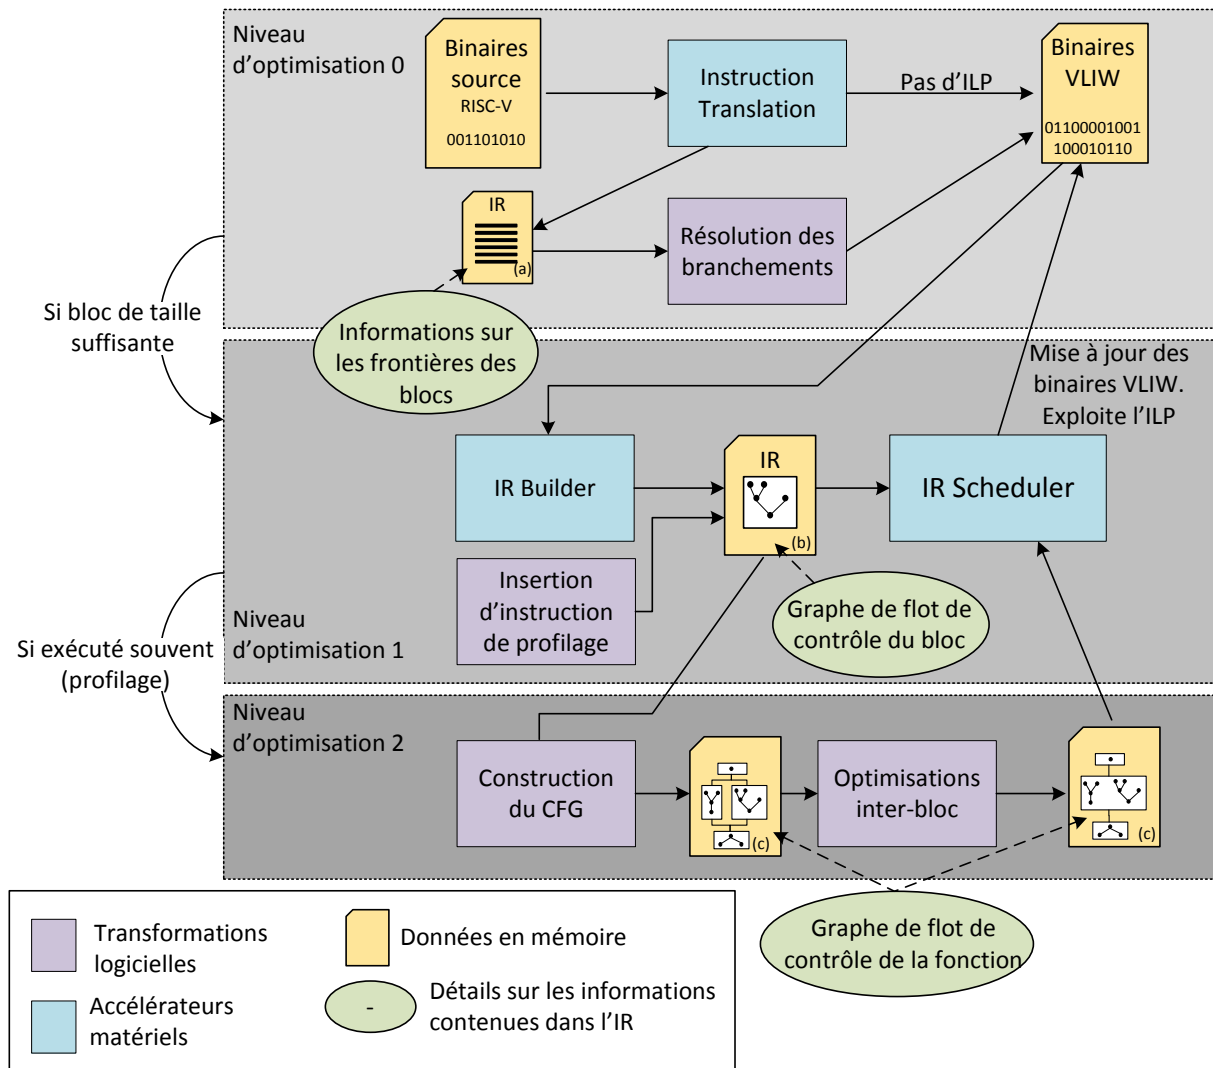 Niveau
d'optimisation 0
Binaires
source
RISC-V
001101010
Instruction
Translation
Pas d'ILP
Binaires
VLIW
01100001001
100010110
IR
(a)
Résolution des
branchements
Si bloc de taille
suffisante
Informations sur
les frontières des
blocs
Mise à jour des
binaires VLIW.
Exploite l'ILP
IR Builder
IR
(b)
IR Scheduler
Insertion
d'instruction
de profilage
Graphe de flot de
contrôle du bloc
Niveau
d'optimisation 1
Si exécuté souvent
(profilage)
Niveau
d'optimisation 2
Construction
du CFG
(c)
Optimisations
inter-bloc
(c)
Graphe de flot de
contrôle de la fonction
Transformations
logicielles
Données en mémoire
Accélérateurs
matériels
-
Détails sur les informations
contenues dans l'IR